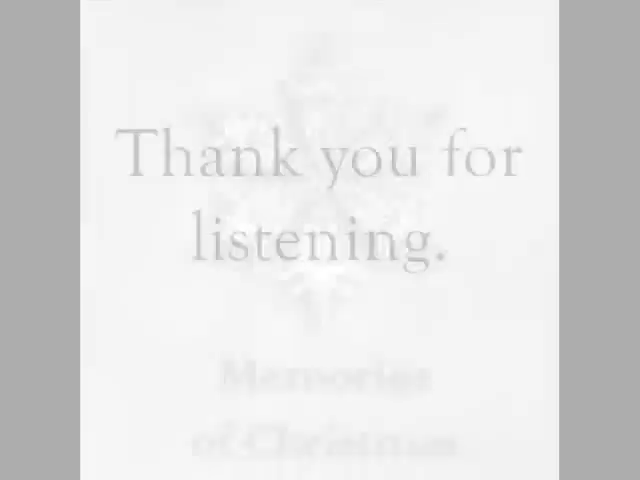 Thank you for
listening.
Memories
of Christmas